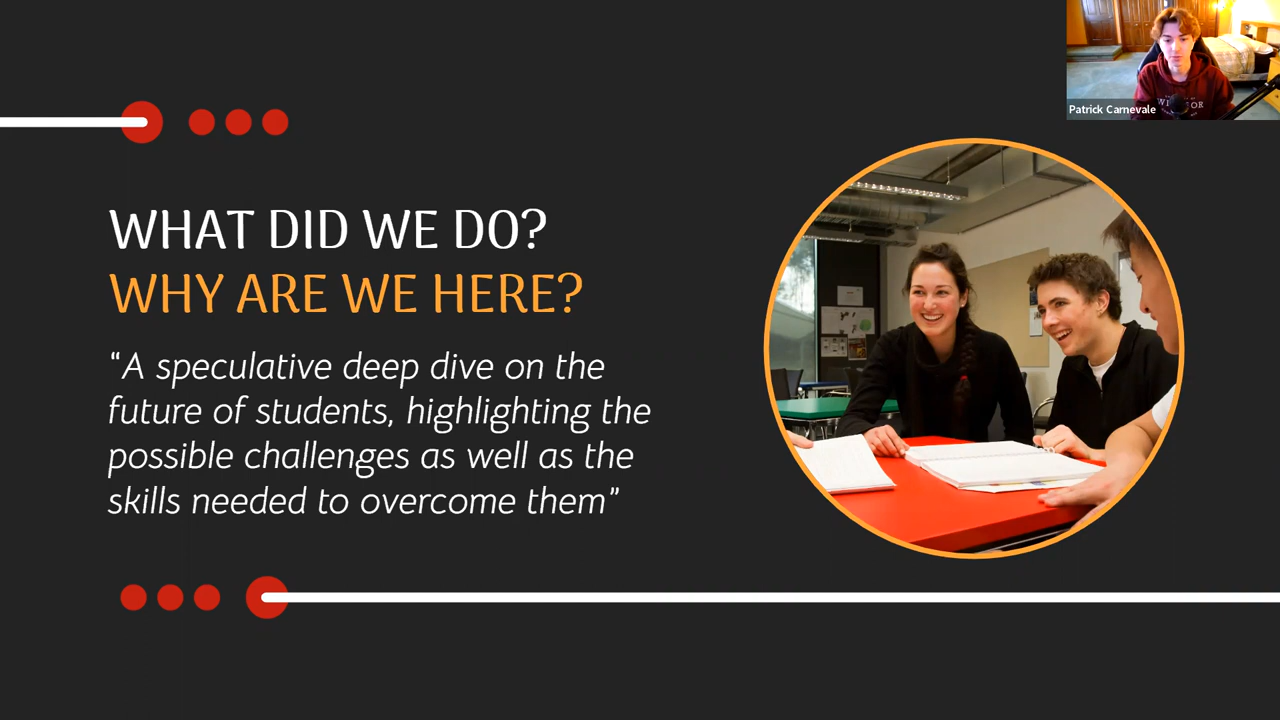 Patrick Carnevale
WHAT DID WE DO?
WHY ARE WE HERE?
“A speculative deep dive on the
future of students, highlighting the
possible challenges as well as the
skills needed to overcome them”